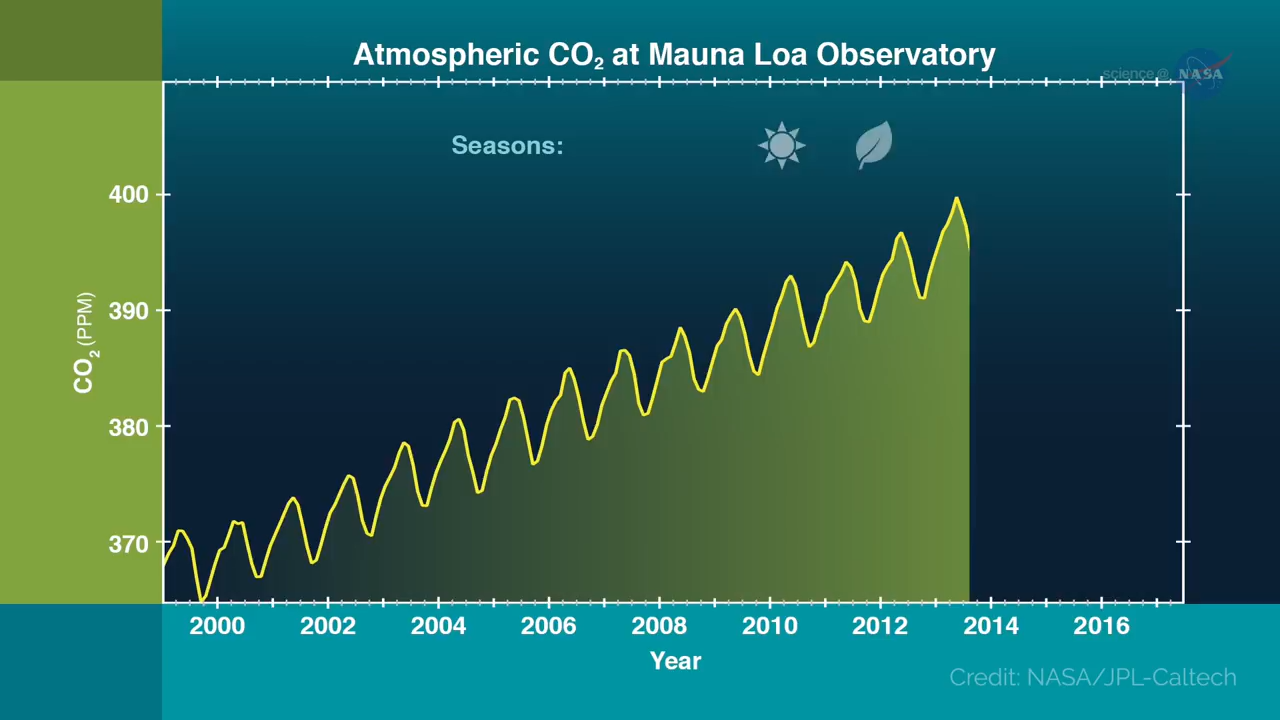 Atmospheric CO₂ at Mauna Loa Observatory
science@ NASA
Seasons:
400
390
380
370
CO₂ (PPM)
2000 2002 2004 2006 2008 2010 2012 2014 2016
Year
Credit: NASA/JPL-Caltech